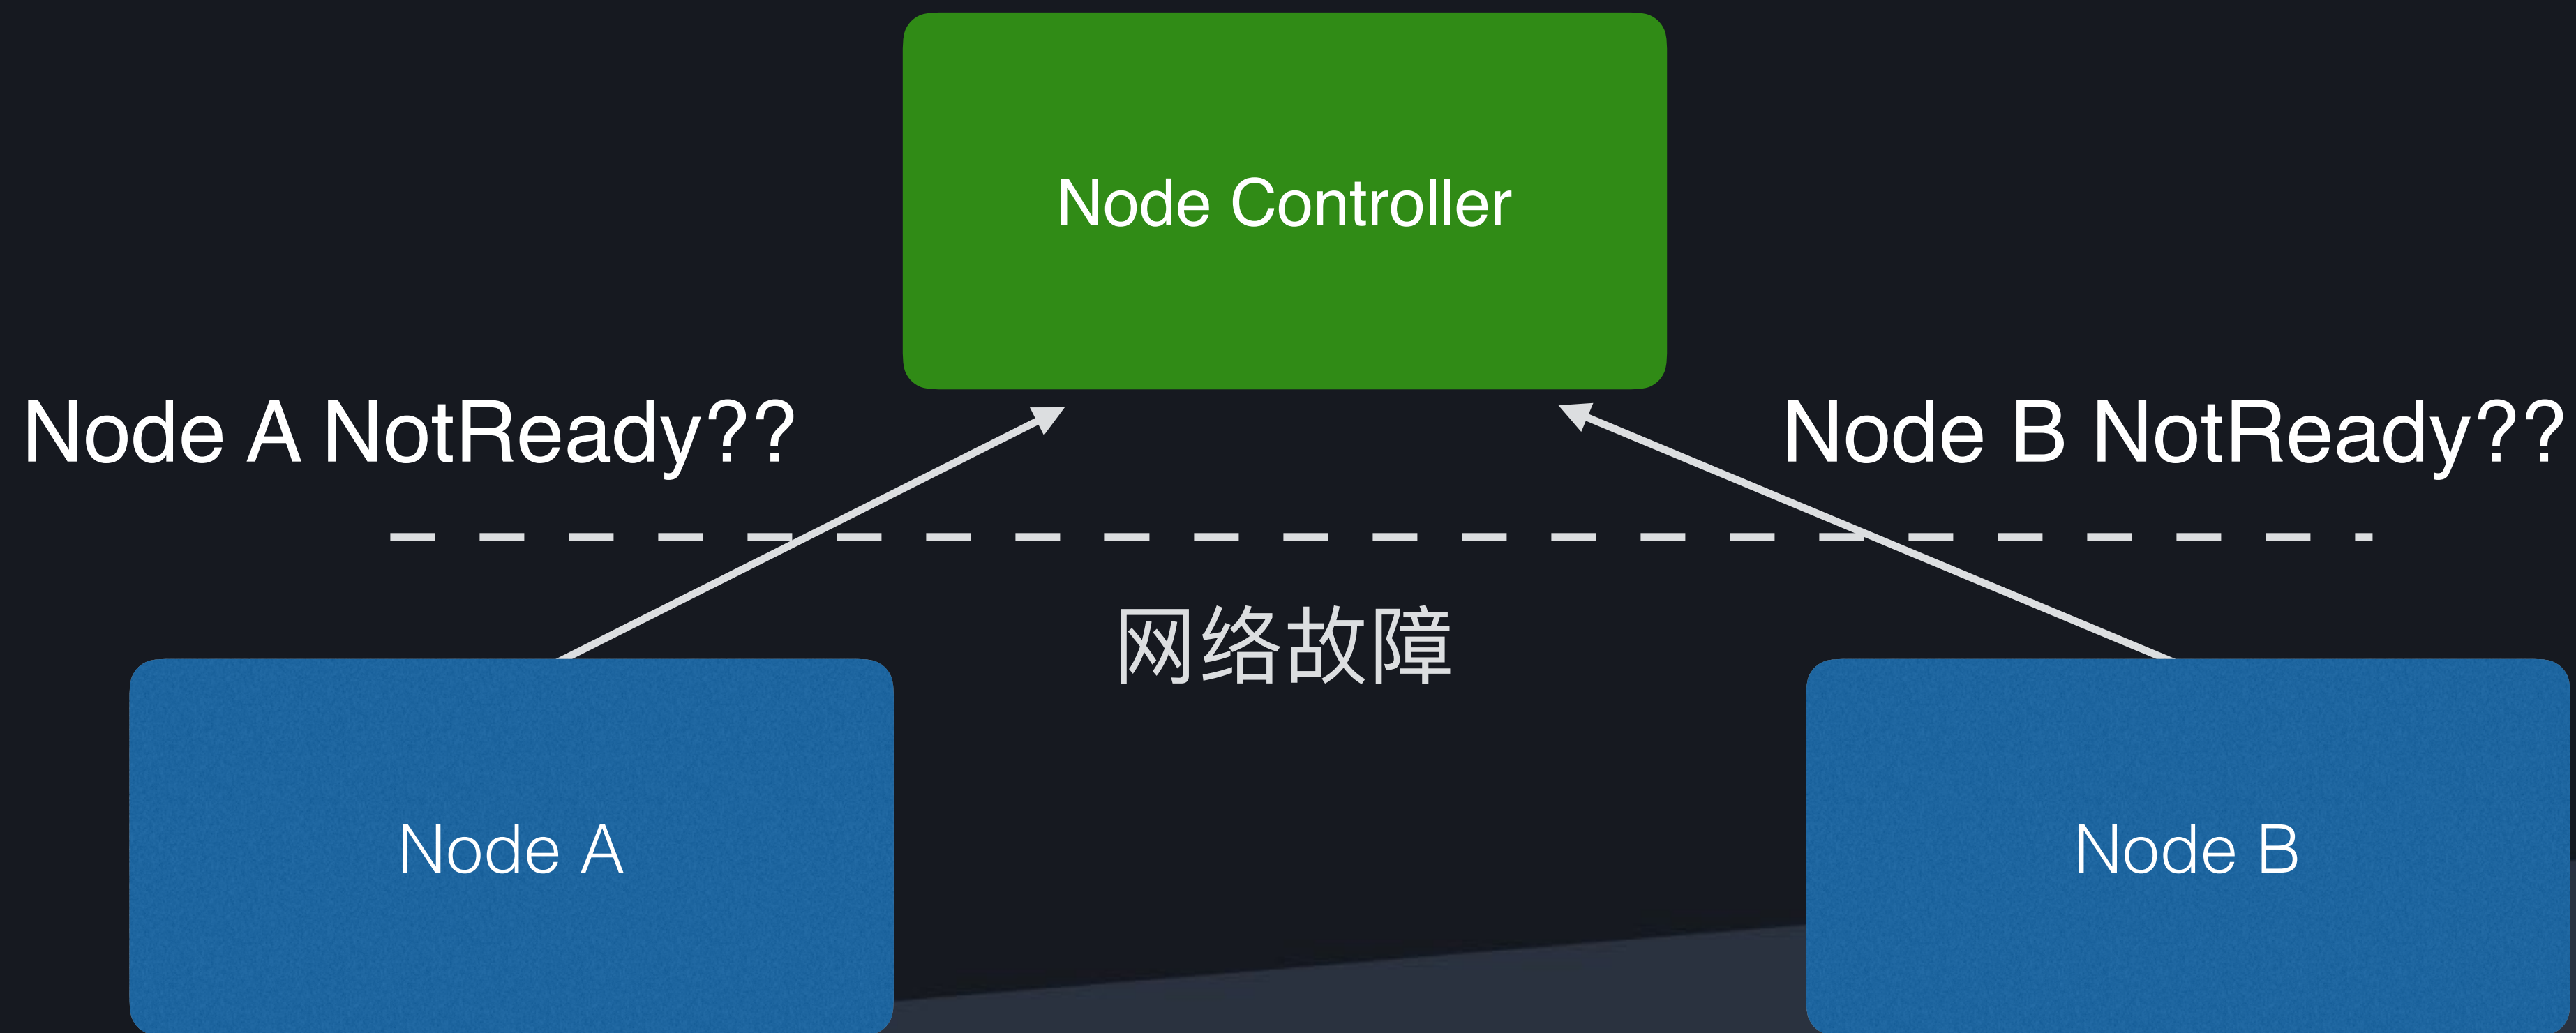 Node Controller
Node A NotReady??
Node B NotReady??
网络故障
Node A
Node B